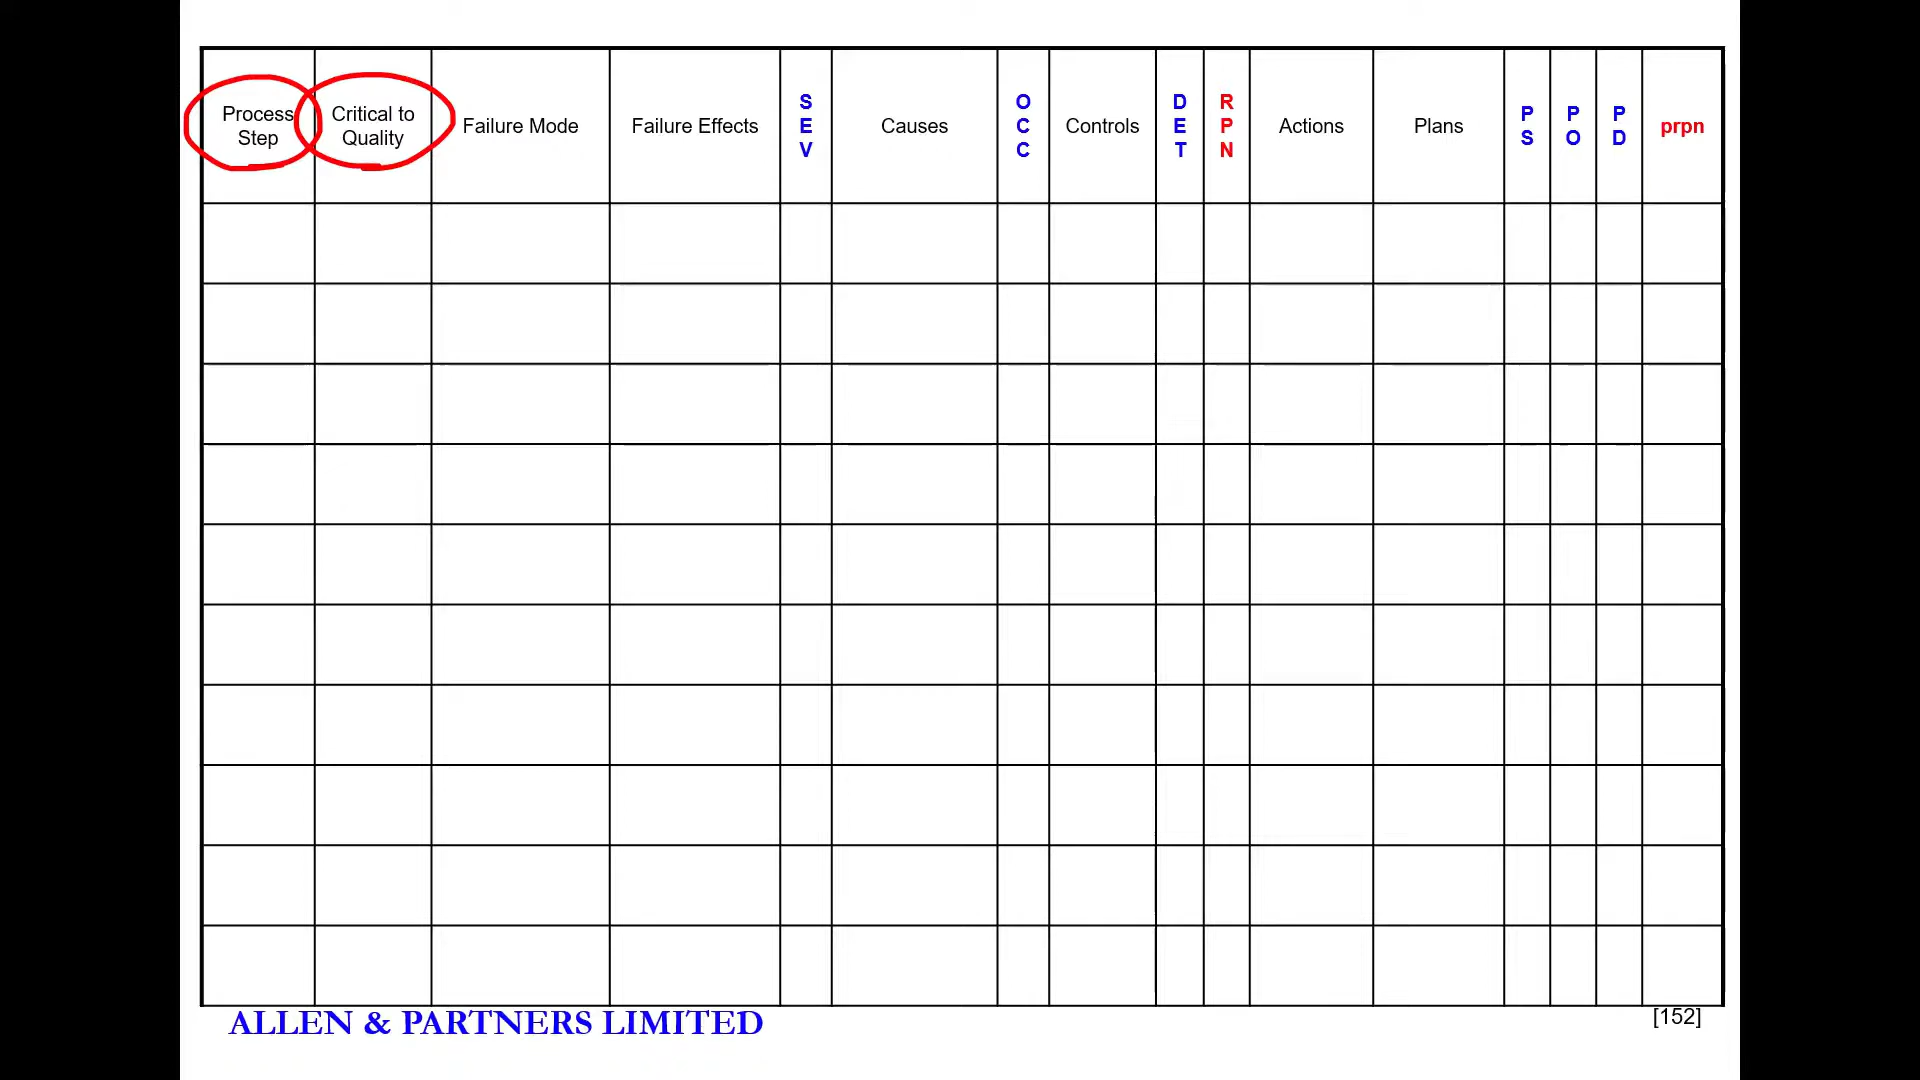 Process
Step
Critical to
Quality
Failure Mode
Failure Effects
S
E
V
Causes
O
C
C
Controls
D
E
T
R
P
N
Actions
Plans
P
S
P
O
P
D
prpn
ALLEN & PARTNERS LIMITED
[152]